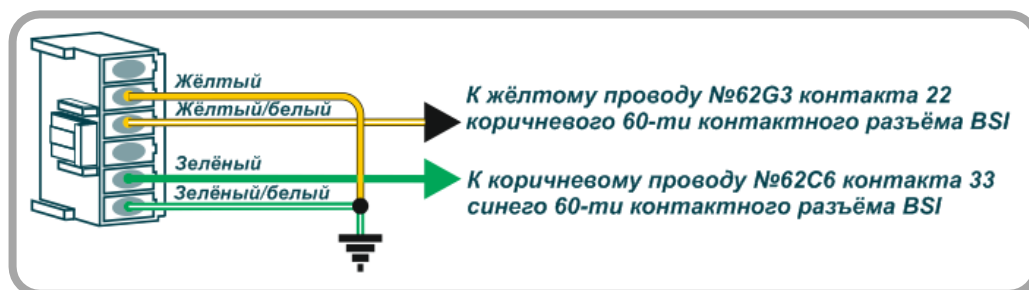 Жёлтый
Жёлтый/белый
К жёлтому проводу №62G3 контакта 22
коричневого 60-ти контактного разъёма BSI
Зелёный
Зелёный/белый
К коричневому проводу №62C6 контакта 33
синего 60-ти контактного разъёма BSI